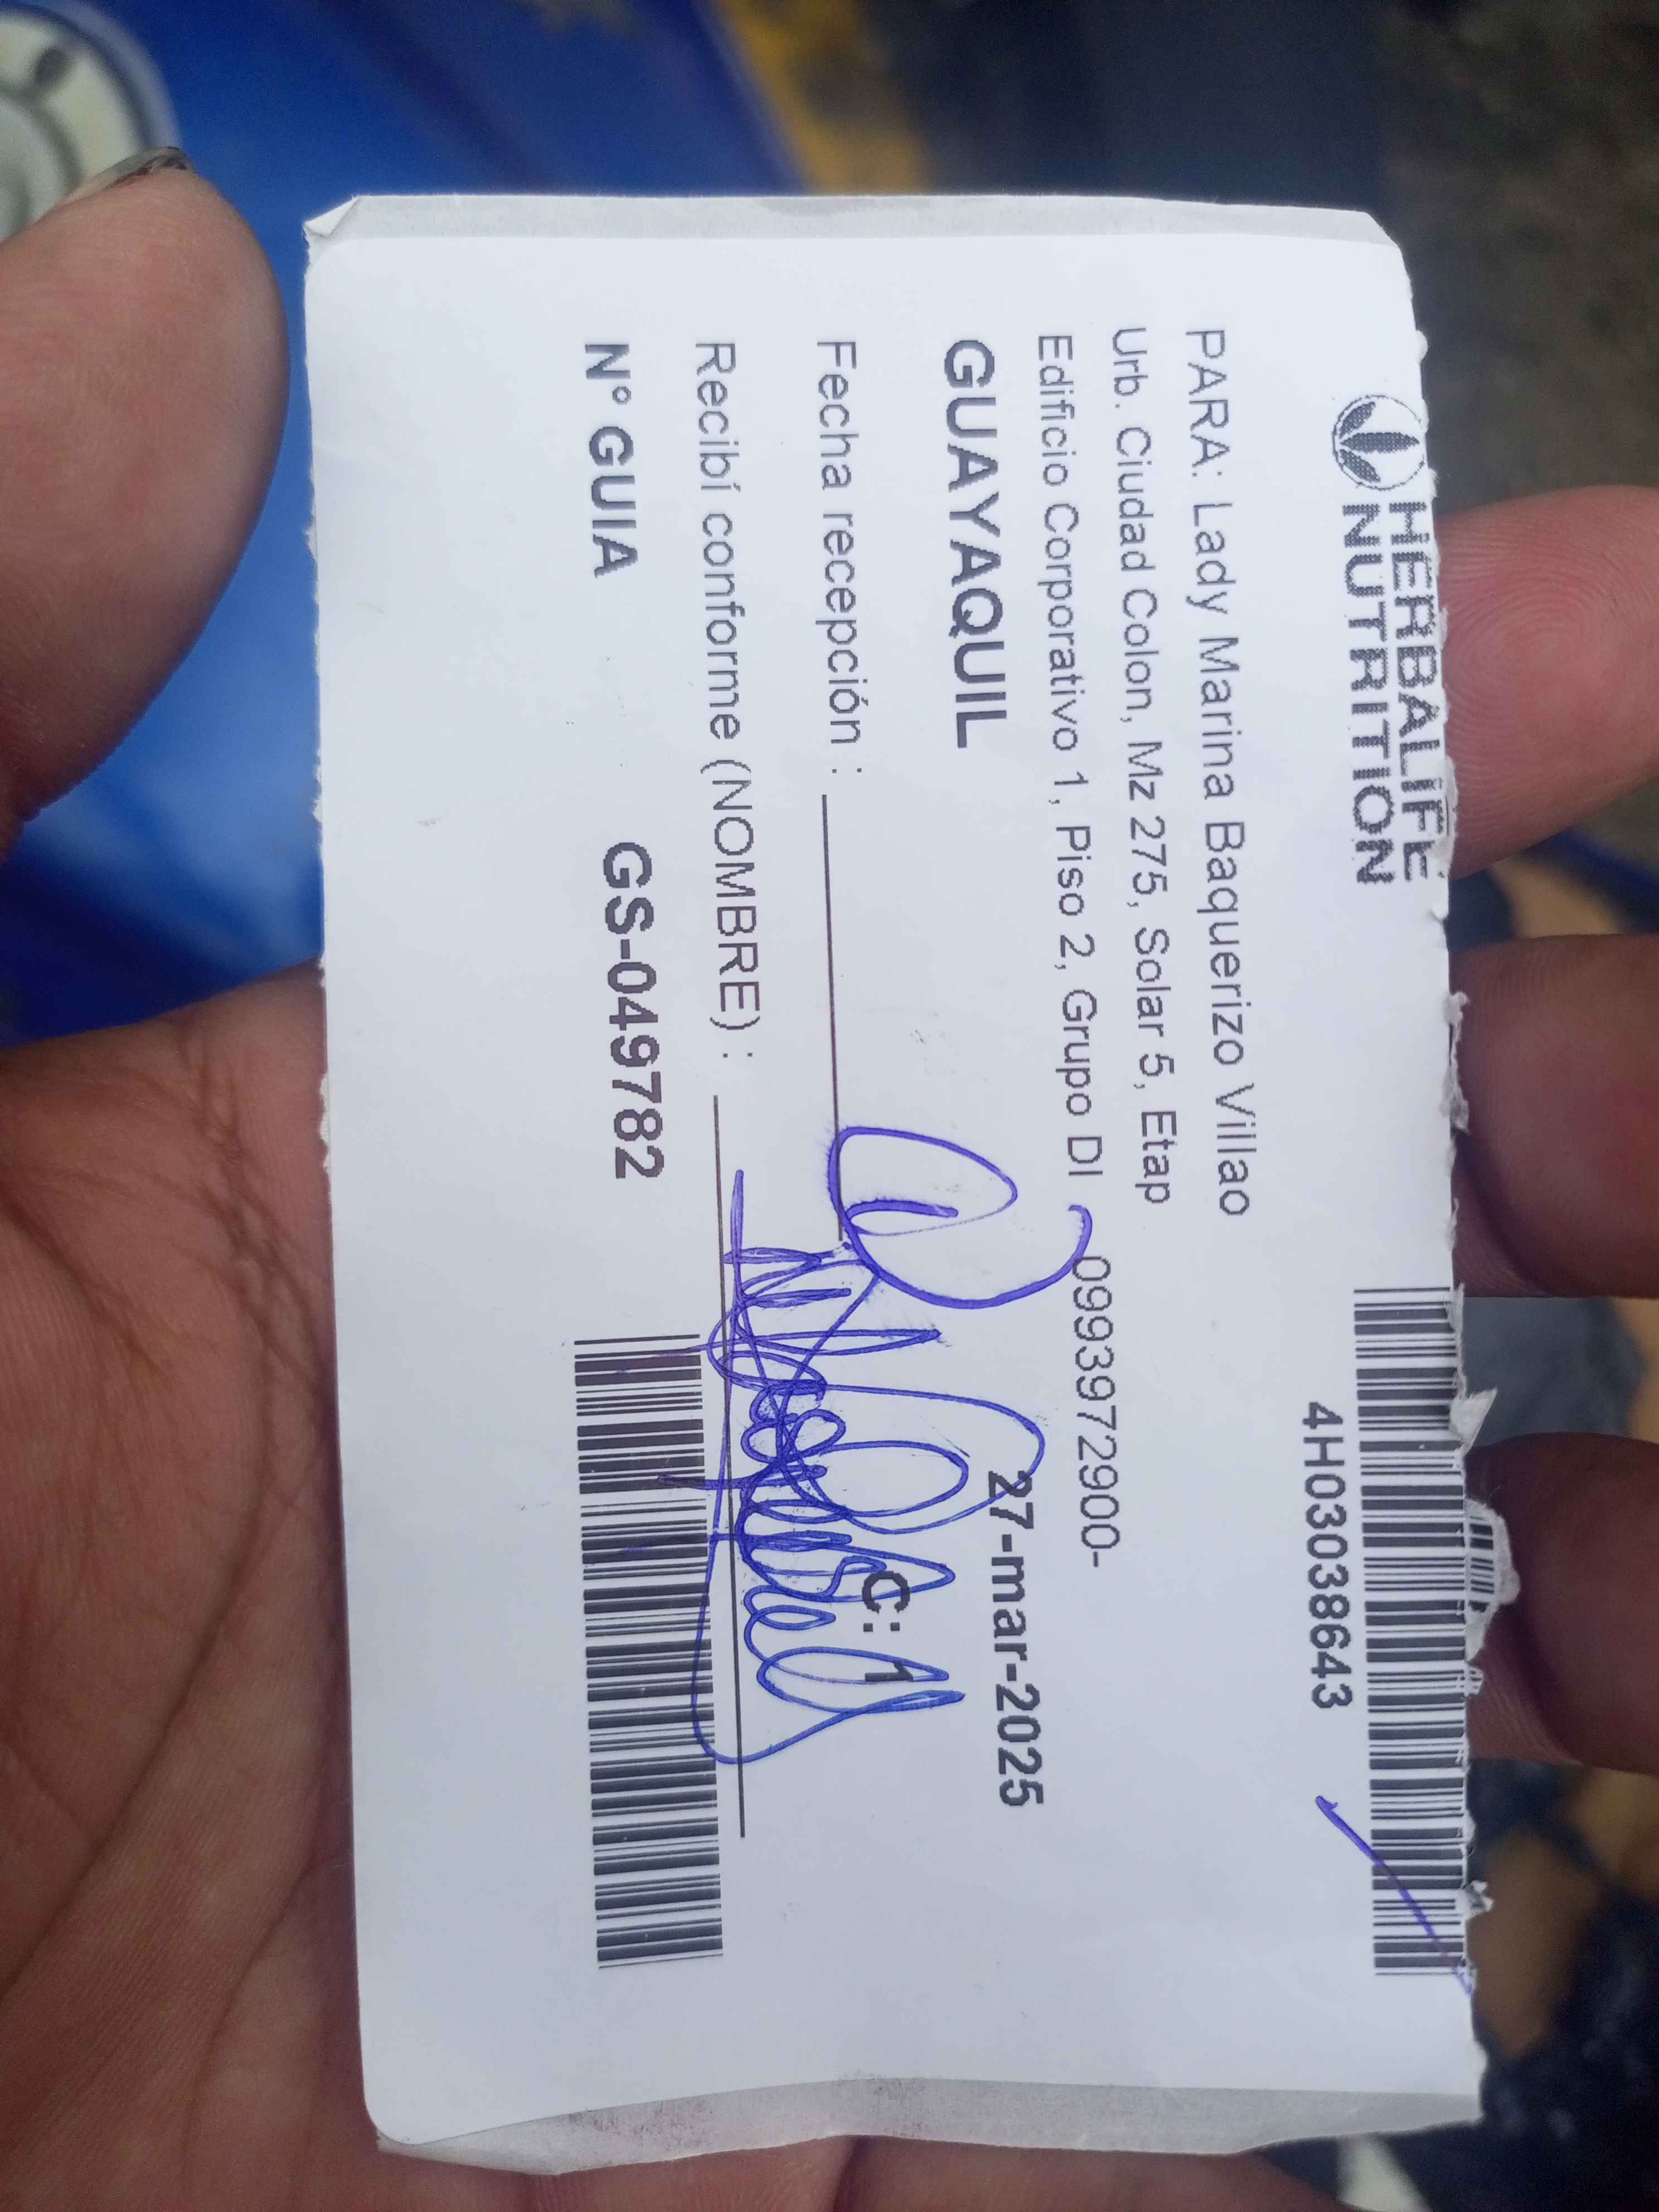 HERBALIFE
NUTRITION
4H03038643
PARA: Lady Marina Baquerizo Villao
Urb. Ciudad Colon, Mz 275, Solar 5, Etap
Edificio Corporativo 1, Piso 2, Grupo DI 0993972900-
GUAYAQUIL 27-mar-2025
Fecha recepción :
C: 1
Recibí conforme (NOMBRE) :
N° GUIA GS-049782